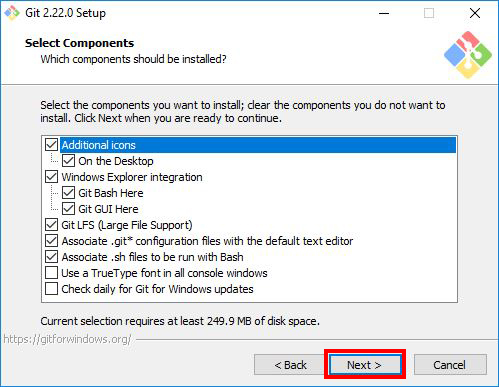 Git 2.22.0 Setup
Select Components
Which components should be installed?
Select the components you want to install; clear the components you do not want to
install. Click Next when you are ready to continue.
Additional icons
On the Desktop
Windows Explorer integration
Git Bash Here
Git GUI Here
Git LFS (Large File Support)
Associate .git* configuration files with the default text editor
Associate .sh files to be run with Bash
Use a TrueType font in all console windows
Check daily for Git for Windows updates
Current selection requires at least 249.9 MB of disk space.
https://gitforwindows.org/
< Back
Next >
Cancel